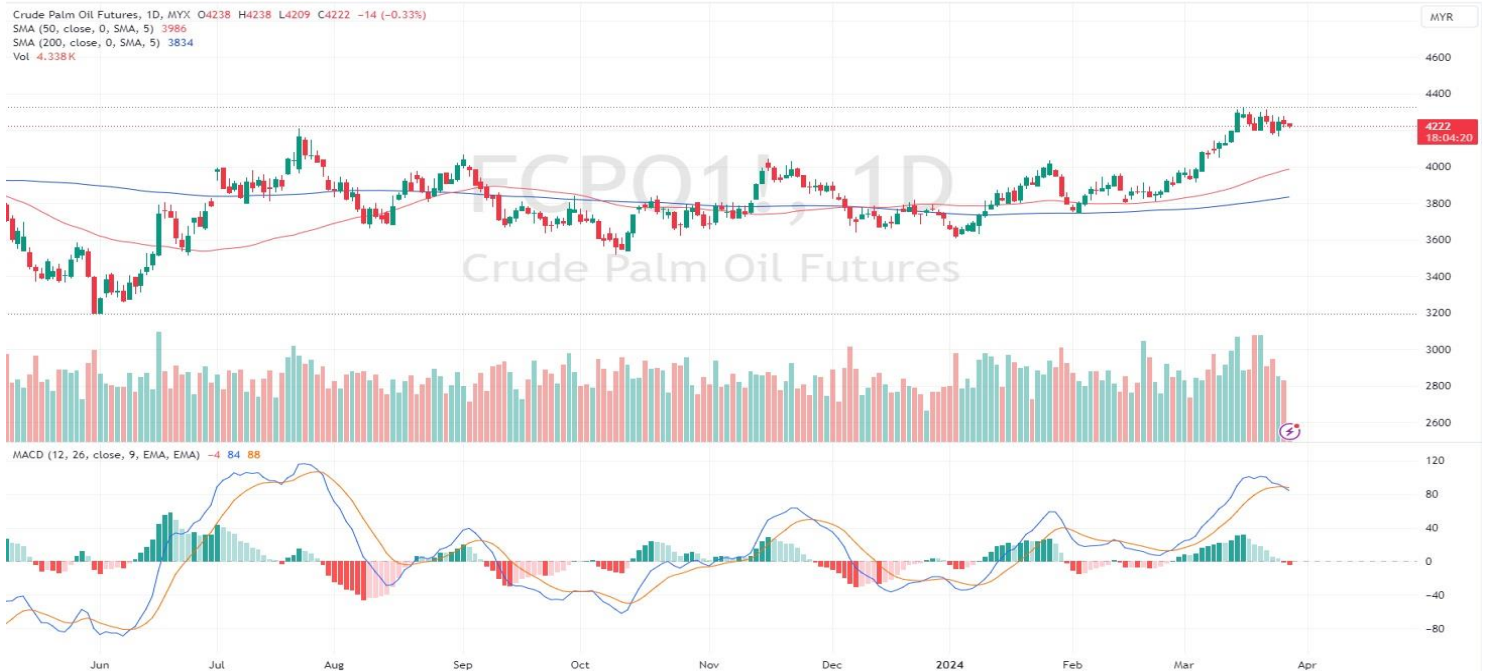 Crude Palm Oil Futures, 1D, MYX O4238 H4238 L4209 C4222 −14 (−0.33%)
MYR
SMA (50, close, 0, SMA, 5) 3986
SMA (200, close, 0, SMA, 5) 3834
Vol 4.338K
FCPO1!, 1D
Crude Palm Oil Futures
4600
4400
4222
18:04:20
4000
3800
3600
3400
3200
3000
2800
2600
MACD (12, 26, close, 9, EMA, EMA) −4 84 88
120
80
40
0
−40
−80
Jun Jul Aug Sep Oct Nov Dec 2024 Feb Mar Apr